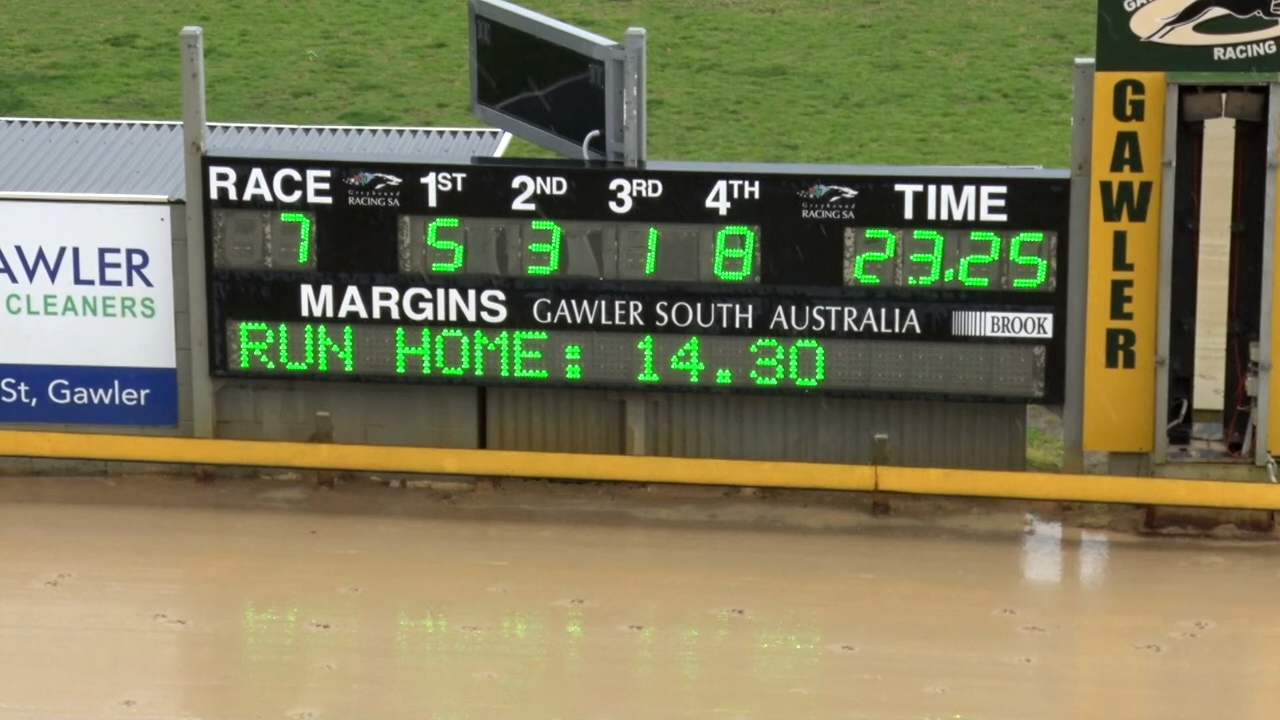 RACING
RACE Greyhound RACING SA 1ST 2ND 3RD 4TH Greyhound RACING SA TIME
7 5 3 1 8 23.25
MARGINS GAWLER SOUTH AUSTRALIA BROOK
RUN HOME: 14.30
GAWLER
AWLER
CLEANERS
St, Gawler